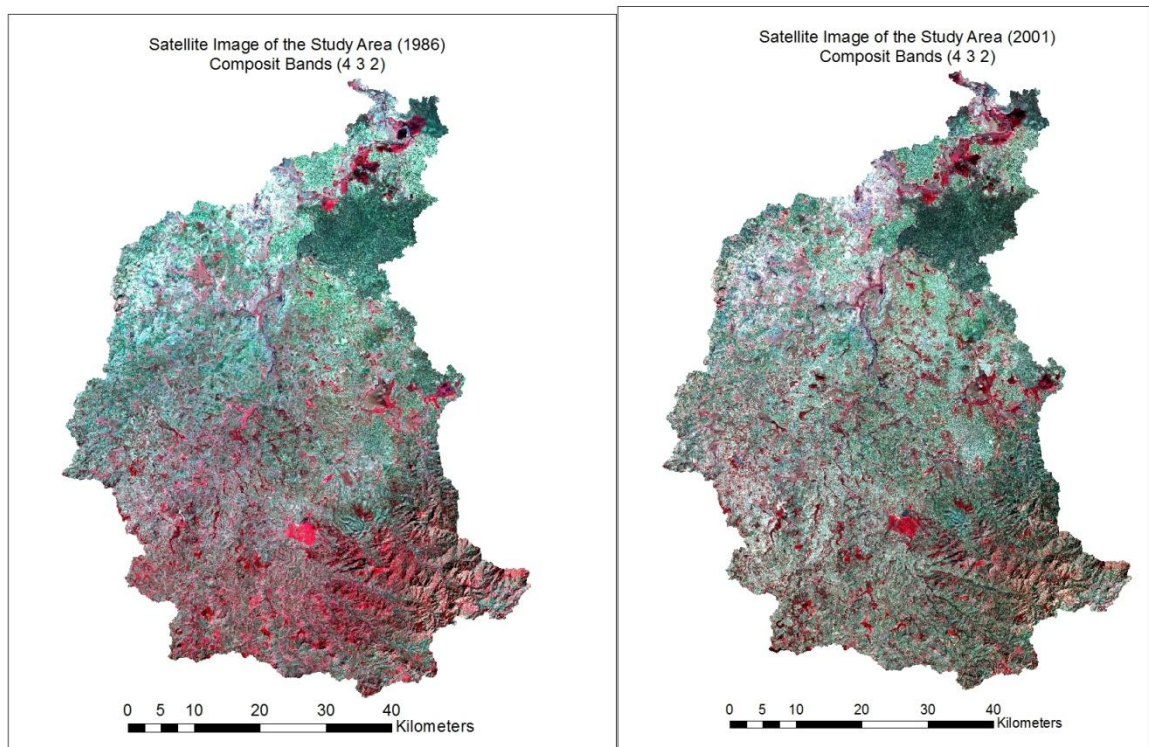 Satellite Image of the Study Area (1986)
Composit Bands (4 3 2)
0 5 10 20 30 40
Kilometers
Satellite Image of the Study Area (2001)
Composit Bands (4 3 2)
0 5 10 20 30 40
Kilometers